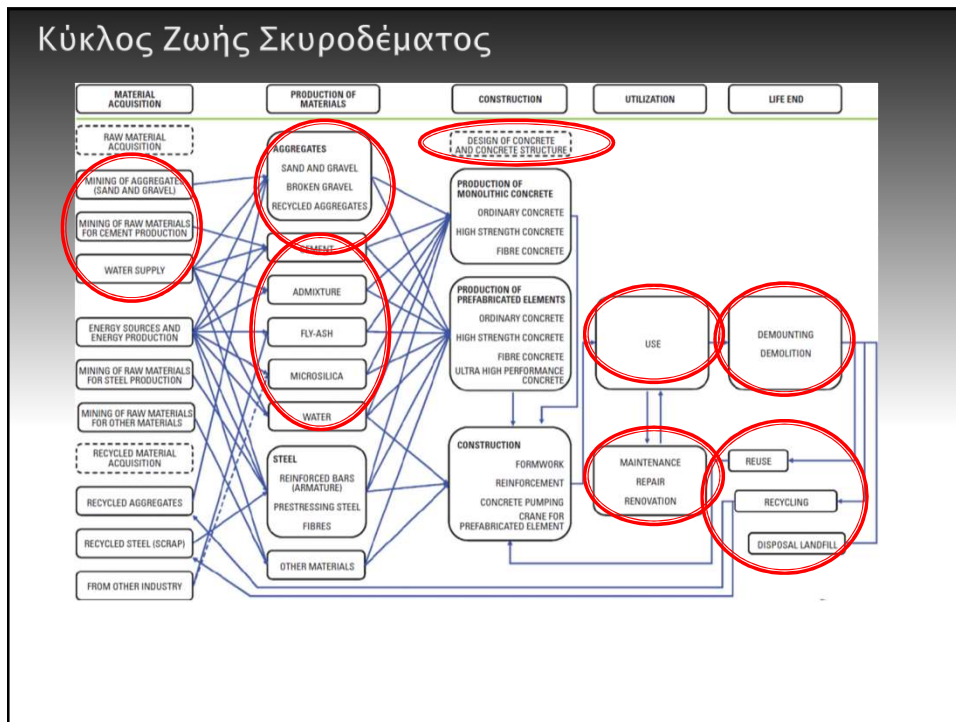 Κύκλος Ζωής Σκυροδέματος
MATERIAL
ACQUISITION
RAW MATERIAL
ACQUISITION
MINING OF AGGREGATES
(SAND AND GRAVEL)
MINING OF RAW MATERIALS
FOR CEMENT PRODUCTION
WATER SUPPLY
ENERGY SOURCES AND
ENERGY PRODUCTION
MINING OF RAW MATERIALS
FOR STEEL PRODUCTION
MINING OF RAW MATERIALS
FOR OTHER MATERIALS
RECYCLED MATERIAL
ACQUISITION
RECYCLED AGGREGATES
RECYCLED STEEL (SCRAP)
FROM OTHER INDUSTRY
PRODUCTION OF
MATERIALS
AGGREGATES
SAND AND GRAVEL
BROKEN GRAVEL
RECYCLED AGGREGATES
CEMENT
ADMIXTURE
FLY-ASH
MICROSILICA
WATER
STEEL
REINFORCED BARS
(ARMATURE)
PRESTRESSING STEEL
FIBRES
OTHER MATERIALS
CONSTRUCTION
DESIGN OF CONCRETE
AND CONCRETE STRUCTURE
PRODUCTION OF
MONOLITHIC CONCRETE
ORDINARY CONCRETE
HIGH STRENGTH CONCRETE
FIBRE CONCRETE
PRODUCTION OF
PREFABRICATED ELEMENTS
ORDINARY CONCRETE
HIGH STRENGTH CONCRETE
FIBRE CONCRETE
ULTRA HIGH PERFORMANCE
CONCRETE
CONSTRUCTION
FORMWORK
REINFORCEMENT
CONCRETE PUMPING
CRANE FOR
PREFABRICATED ELEMENT
UTILIZATION
USE
MAINTENANCE
REPAIR
RENOVATION
LIFE END
DEMOUNTING
DEMOLITION
REUSE
RECYCLING
DISPOSAL LANDFILL